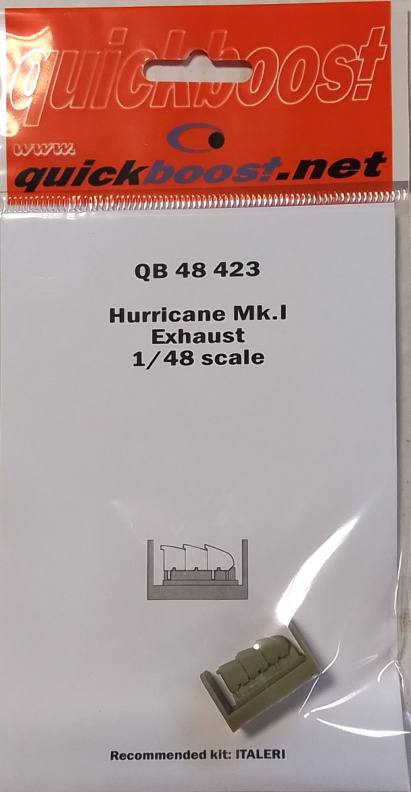 quickboost
www.
quickboost.net
QB 48 423
Hurricane Mk.I
Exhaust
1/48 scale
Recommended kit: ITALERI